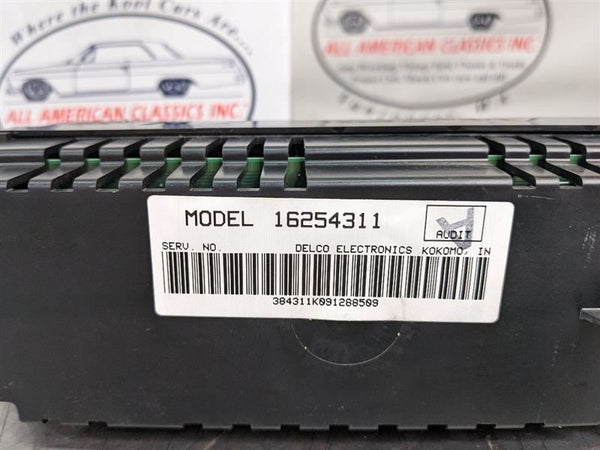 Where the Kool Cars Are...
ALL AMERICAN CLASSICS INC.
ALL AMERICAN CLASSICS INC.
MODEL 16254311
AUDIT
SERV. NO. DELCO ELECTRONICS KOKOMO, IN
384311K091288509